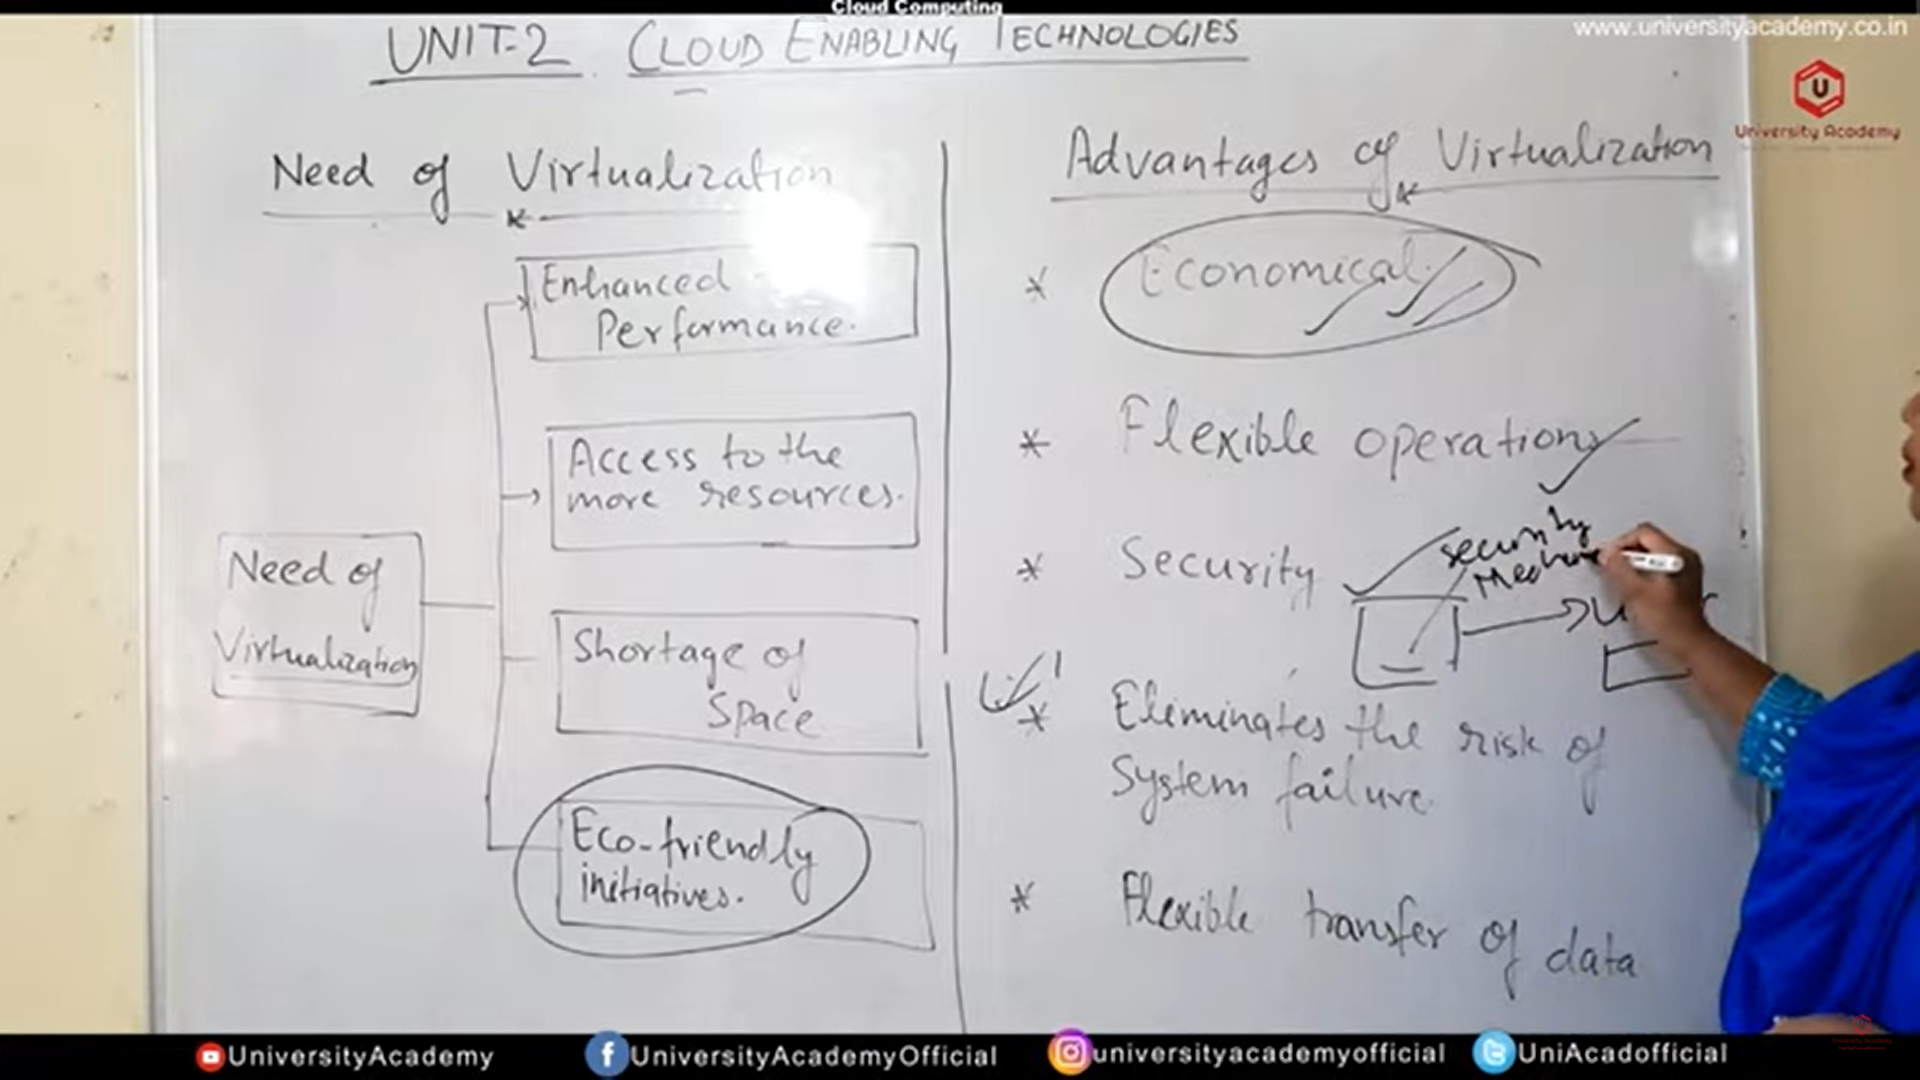 Cloud Computing
www.universityacademy.co.in
UNIT-2 CLOUD ENABLING TECHNOLOGIES
U
University Academy
Need of Virtualization
Enhanced
Performance.
Access to the
more resources.
Need of
Virtualization
Shortage of
Space
Eco-friendly
initiatives.
Advantages of Virtualization
* Economical.
* Flexible operations
* Security
security
* Eliminates the risk of
System failure.
* Flexible transfer of data
UniversityAcademy
UniversityAcademyOfficial
universityacademyofficial
UniAcadofficial